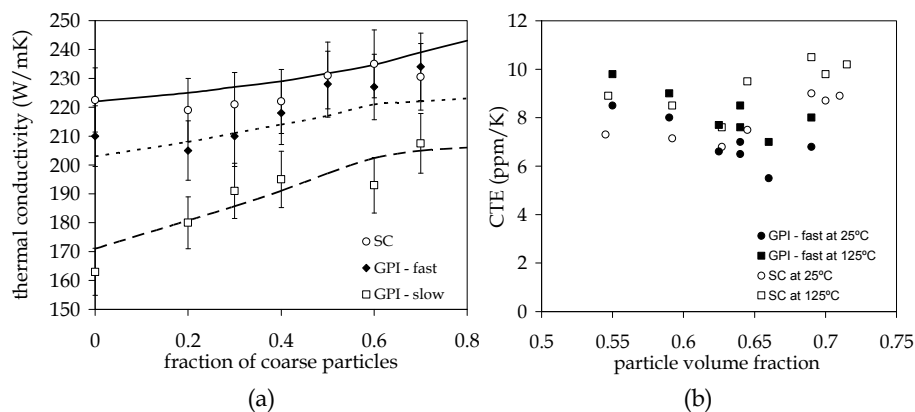 250
240
230
220
210
200
190
180
170
160
150
thermal conductivity (W/mK)
0 0.2 0.4 0.6 0.8
fraction of coarse particles
SC
GPI - fast
GPI - slow
(a)
12
10
8
6
4
2
0
CTE (ppm/K)
GPI - fast at 25ºC
GPI - fast at 125ºC
SC at 25ºC
SC at 125ºC
0.5 0.55 0.6 0.65 0.7 0.75
particle volume fraction
(b)